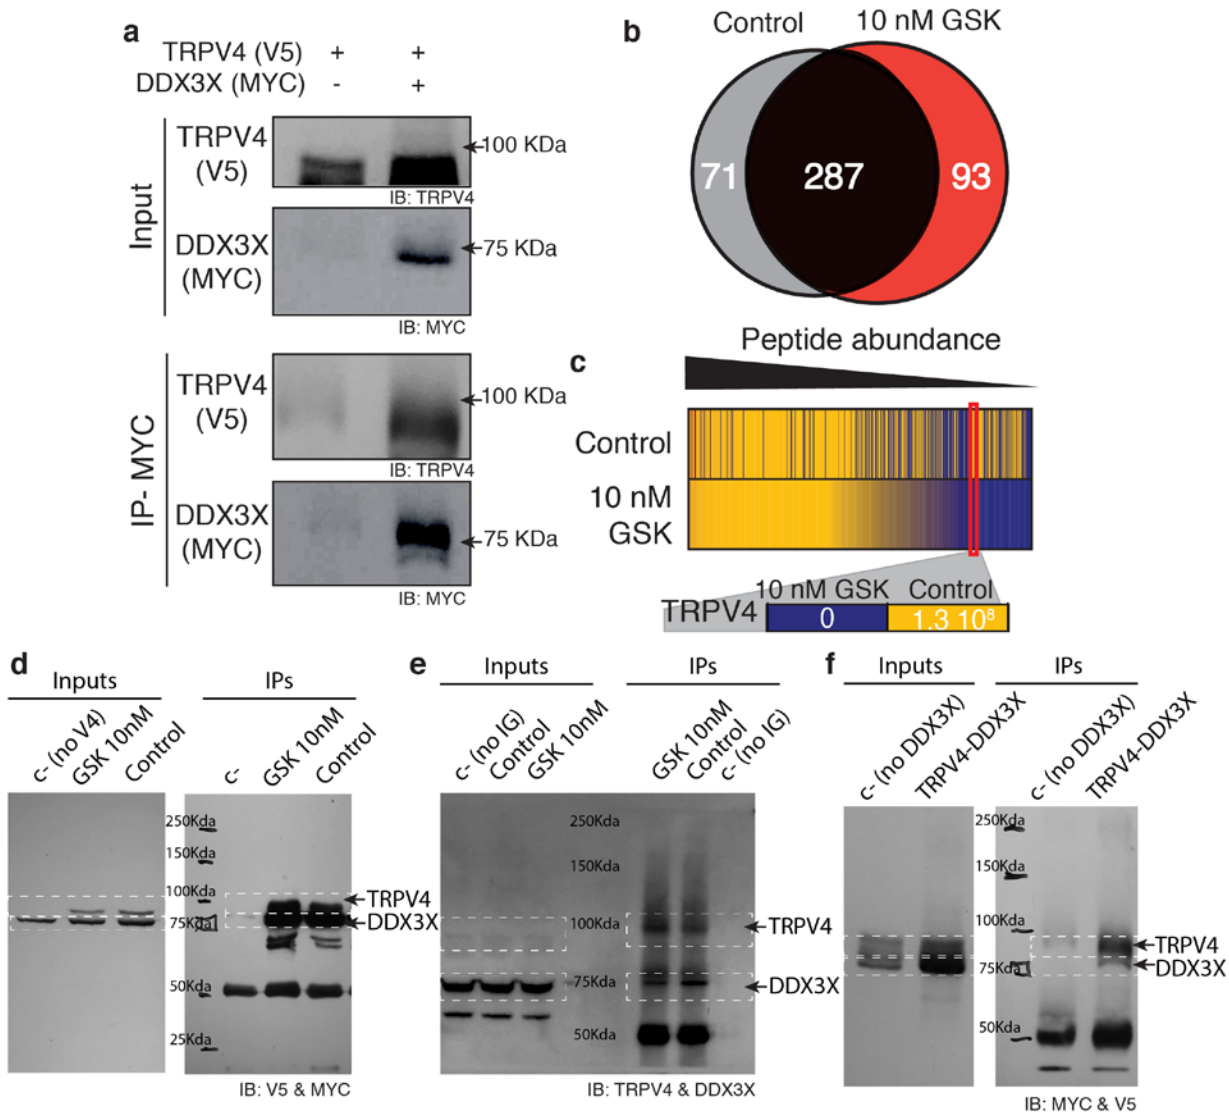 a
TRPV4 (V5) + +
DDX3X (MYC) - +
Input
TRPV4
(V5)
100 KDa
IB: TRPV4
DDX3X
(MYC)
75 KDa
IB: MYC
IP- MYC
TRPV4
(V5)
100 KDa
IB: TRPV4
DDX3X
(MYC)
75 KDa
IB: MYC
b
Control 10 nM GSK
71 287 93
c
Peptide abundance
Control
10 nM
GSK
10 nM GSK Control
TRPV4 0 1.3 10⁸
d
Inputs IPs
c- (no V4) GSK 10nM Control c- GSK 10nM Control
250Kda
150Kda
100Kda
75Kda
50Kda
25Kda
TRPV4
DDX3X
IB: V5 & MYC
e
Inputs IPs
c- (no IG) Control GSK 10nM GSK 10nM Control c- (no IG)
250Kda
150Kda
100Kda
75Kda
50Kda
TRPV4
DDX3X
IB: TRPV4 & DDX3X
f
Inputs IPs
c- (no DDX3X) TRPV4-DDX3X c- (no DDX3X) TRPV4-DDX3X
250Kda
150Kda
100Kda
75Kda
50Kda
TRPV4
DDX3X
IB: MYC & V5